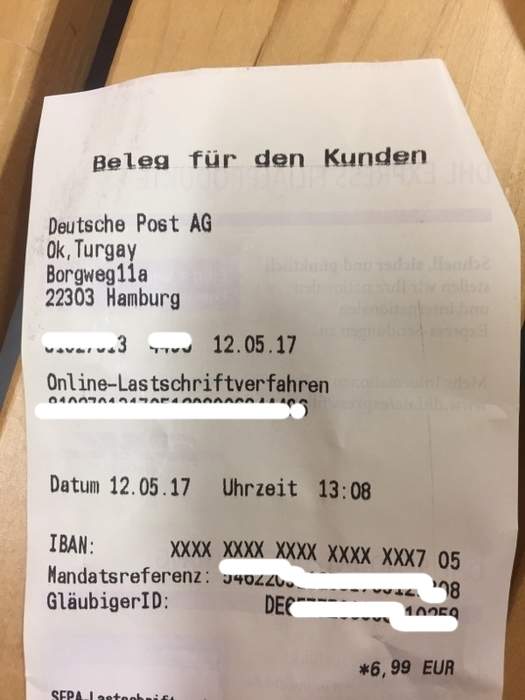 Beleg für den Kunden
Deutsche Post AG
Ok,Turgay
Borgweg11a
22303 Hamburg
12.05.17
Online-Lastschriftverfahren
Datum 12.05.17 Uhrzeit 13:08
IBAN: XXXX XXXX XXXX XXXX XXX7 05
Mandatsreferenz:
GläubigerID:
*6,99 EUR